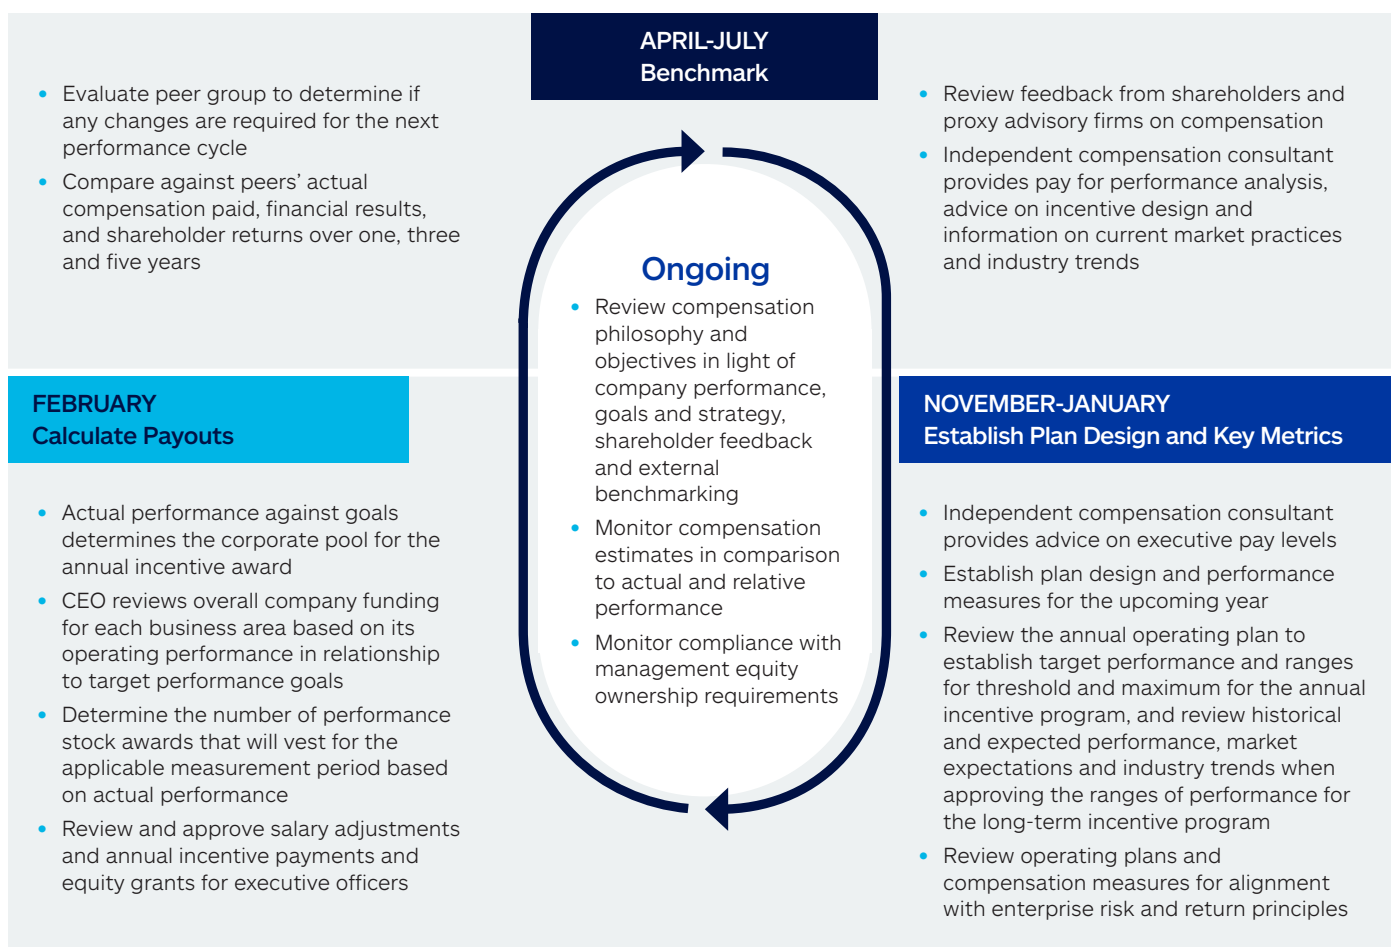 APRIL-JULY
Benchmark
• Evaluate peer group to determine if
any changes are required for the next
performance cycle
• Compare against peers’ actual
compensation paid, financial results,
and shareholder returns over one, three
and five years
• Review feedback from shareholders and
proxy advisory firms on compensation
• Independent compensation consultant
provides pay for performance analysis,
advice on incentive design and
information on current market practices
and industry trends
Ongoing
• Review compensation
philosophy and
objectives in light of
company performance,
goals and strategy,
shareholder feedback
and external
benchmarking
• Monitor compensation
estimates in comparison
to actual and relative
performance
• Monitor compliance with
management equity
ownership requirements
FEBRUARY
Calculate Payouts
• Actual performance against goals
determines the corporate pool for the
annual incentive award
• CEO reviews overall company funding
for each business area based on its
operating performance in relationship
to target performance goals
• Determine the number of performance
stock awards that will vest for the
applicable measurement period based
on actual performance
• Review and approve salary adjustments
and annual incentive payments and
equity grants for executive officers
NOVEMBER-JANUARY
Establish Plan Design and Key Metrics
• Independent compensation consultant
provides advice on executive pay levels
• Establish plan design and performance
measures for the upcoming year
• Review the annual operating plan to
establish target performance and ranges
for threshold and maximum for the annual
incentive program, and review historical
and expected performance, market
expectations and industry trends when
approving the ranges of performance for
the long-term incentive program
• Review operating plans and
compensation measures for alignment
with enterprise risk and return principles